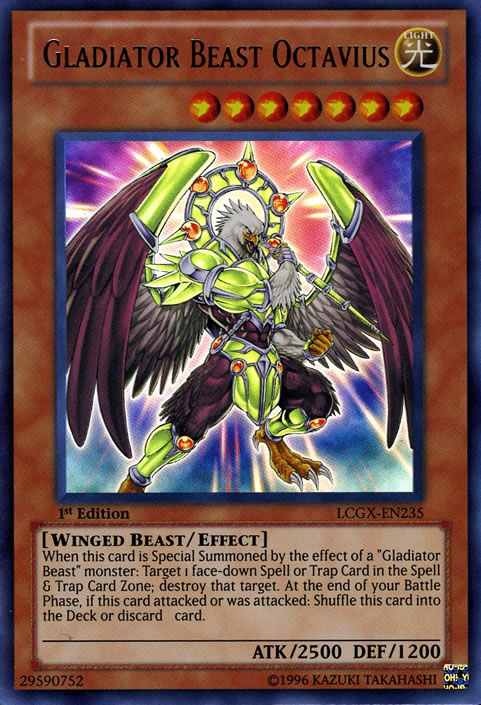 GLADIATOR BEAST OCTAVIUS
LIGHT
光
1st Edition
LCGX-EN235
[WINGED BEAST/EFFECT]
When this card is Special Summoned by the effect of a "Gladiator
Beast" monster: Target 1 face-down Spell or Trap Card in the Spell
& Trap Card Zone; destroy that target. At the end of your Battle
Phase, if this card attacked or was attacked: Shuffle this card into
the Deck or discard card.
ATK/2500 DEF/1200
29590752
©1996 KAZUKI TAKAHASHI